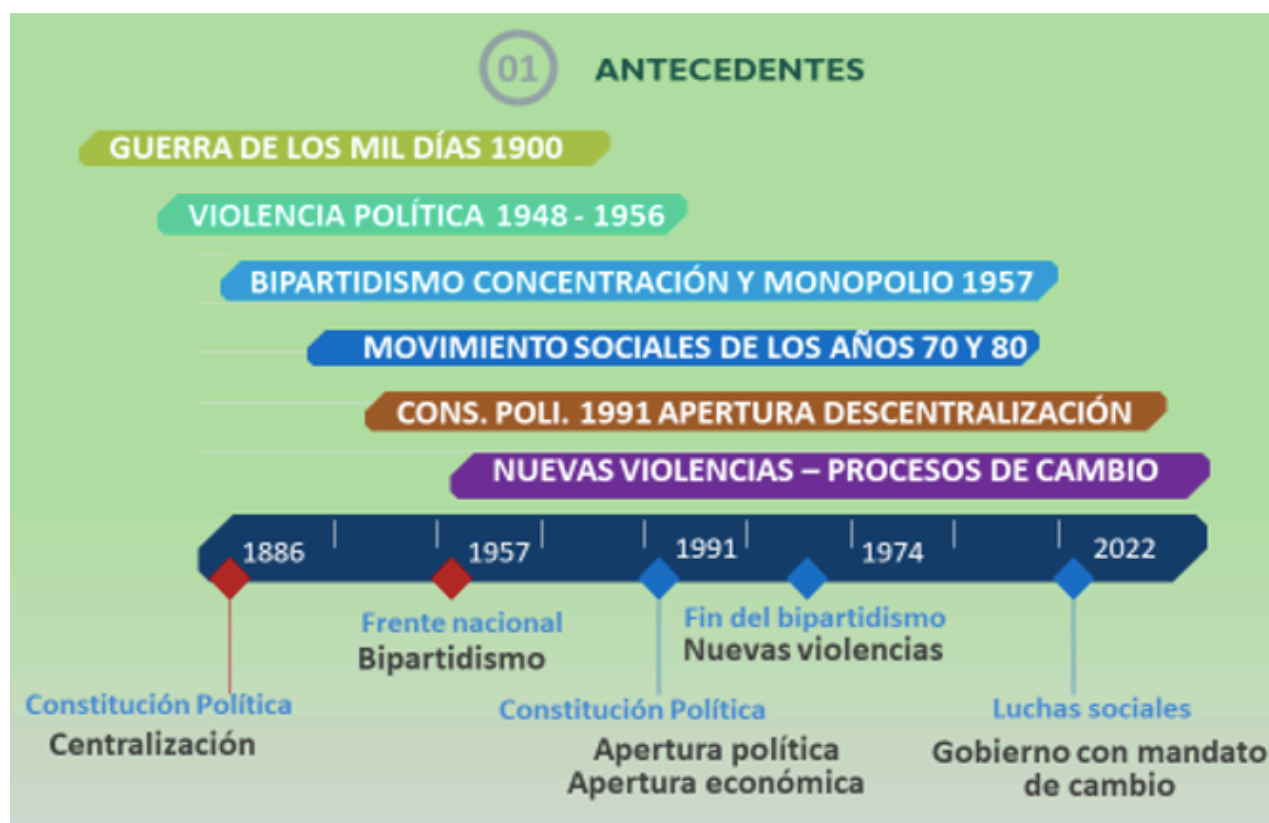 01 ANTECEDENTES
GUERRA DE LOS MIL DÍAS 1900
VIOLENCIA POLÍTICA 1948 - 1956
BIPARTIDISMO CONCENTRACIÓN Y MONOPOLIO 1957
MOVIMIENTO SOCIALES DE LOS AÑOS 70 Y 80
CONS. POLI. 1991 APERTURA DESCENTRALIZACIÓN
NUEVAS VIOLENCIAS – PROCESOS DE CAMBIO
1886 1957 1991 1974 2022
Frente nacional
Bipartidismo
Fin del bipartidismo
Nuevas violencias
Constitución Política
Centralización
Constitución Política
Apertura política
Apertura económica
Luchas sociales
Gobierno con mandato
de cambio